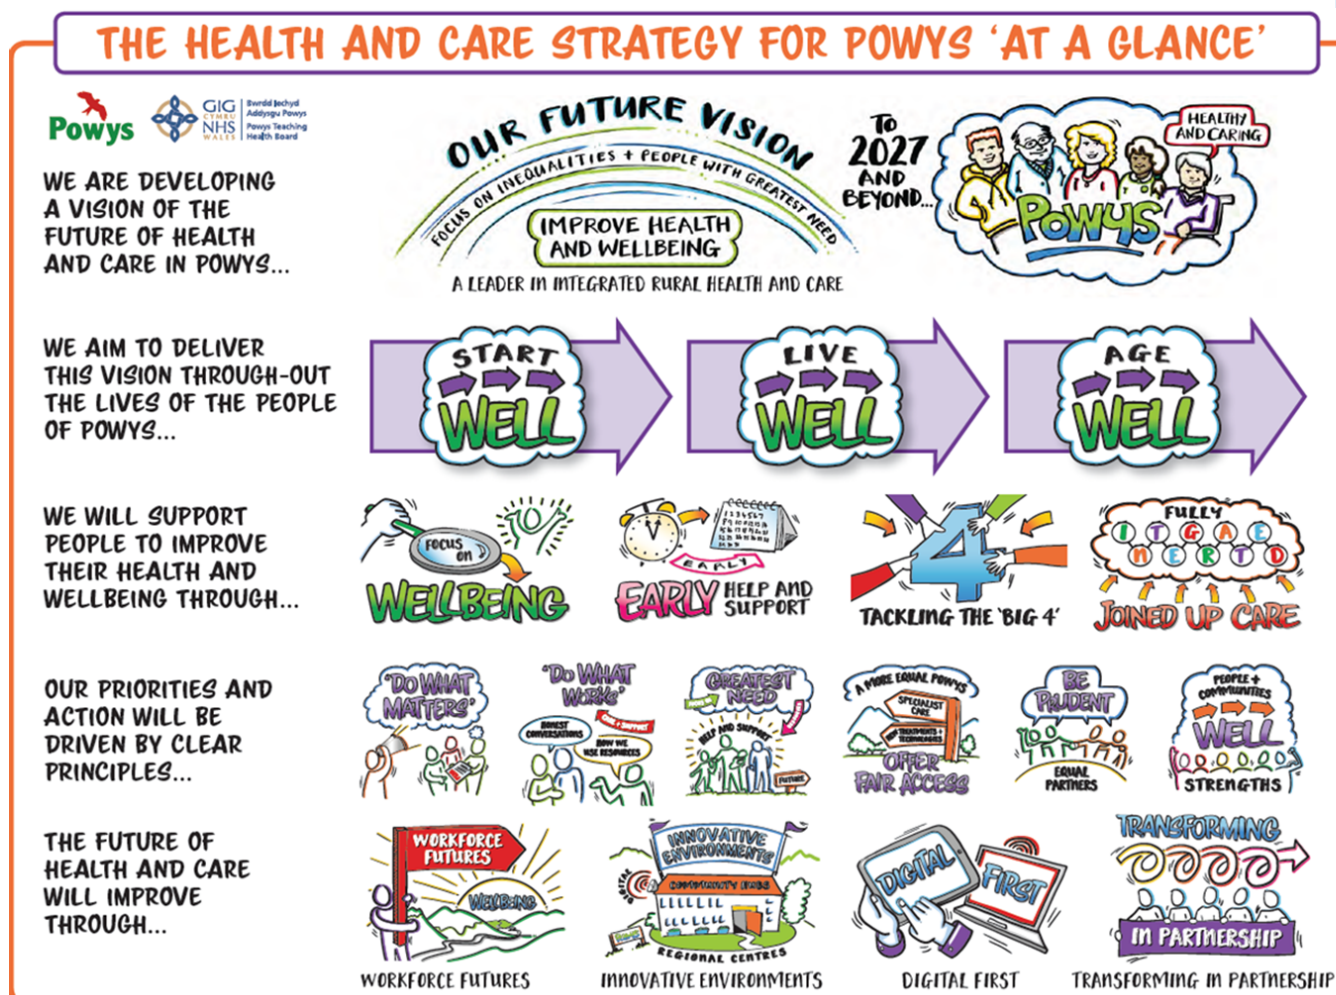 THE HEALTH AND CARE STRATEGY FOR POWYS ‘AT A GLANCE’
Powys
GIG
CYMRU
NHS
WALES
Bwrdd Iechyd
Addysgu Powys
Powys Teaching
Health Board
WE ARE DEVELOPING
A VISION OF THE
FUTURE OF HEALTH
AND CARE IN POWYS...
OUR FUTURE VISION
FOCUS ON INEQUALITIES + PEOPLE WITH GREATEST NEED
IMPROVE HEALTH
AND WELLBEING
A LEADER IN INTEGRATED RURAL HEALTH AND CARE
TO
2027
AND
BEYOND...
HEALTHY
AND CARING
POWYS
WE AIM TO DELIVER
THIS VISION THROUGH-OUT
THE LIVES OF THE PEOPLE
OF POWYS...
START
WELL
LIVE
WELL
AGE
WELL
WE WILL SUPPORT
PEOPLE TO IMPROVE
THEIR HEALTH AND
WELLBEING THROUGH...
FOCUS
ON
WELLBEING
EARLY
EARLY HELP AND
SUPPORT
4
TACKLING THE ‘BIG 4’
FULLY
I T G A E
N E R T D
JOINED UP CARE
OUR PRIORITIES AND
ACTION WILL BE
DRIVEN BY CLEAR
PRINCIPLES...
‘DO WHAT
MATTERS’
‘DO WHAT
WORKS’
HONEST
CONVERSATIONS
HOW WE
USE RESOURCES
GREATEST
NEED
HELP AND SUPPORT
FUTURE
A MORE EQUAL POWYS
SPECIALIST
CARE
NEW TREATMENTS +
TECHNOLOGIES
OFFER
FAIR ACCESS
BE
PRUDENT
EQUAL
PARTNERS
PEOPLE +
COMMUNITIES
WELL
STRENGTHS
THE FUTURE OF
HEALTH AND CARE
WILL IMPROVE
THROUGH...
WORKFORCE
FUTURES
WELLBEING
WORKFORCE FUTURES
INNOVATIVE
ENVIRONMENTS
DIGITAL
COMMUNITY HUBS
REGIONAL CENTRES
INNOVATIVE ENVIRONMENTS
DIGITAL
FIRST
DIGITAL FIRST
TRANSFORMING
IN PARTNERSHIP
TRANSFORMING IN PARTNERSHIP